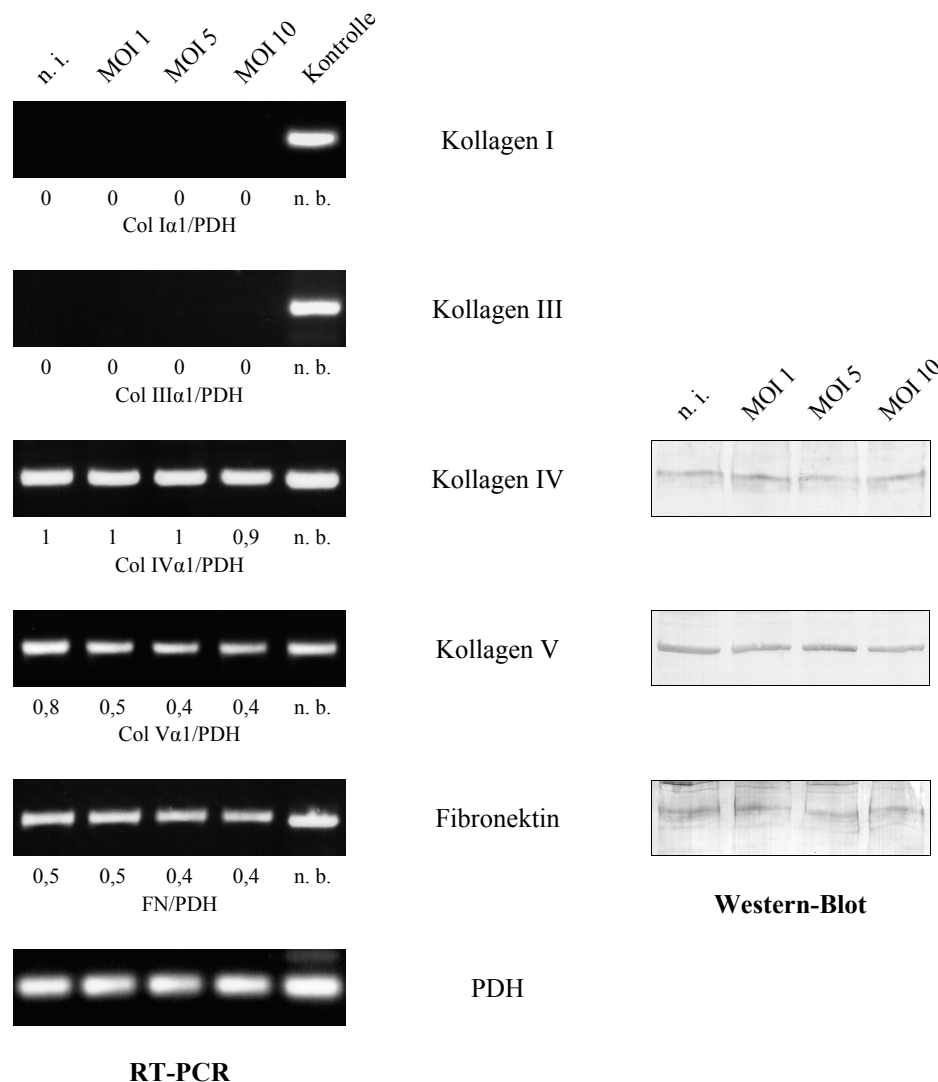 n. i. MOI 1 MOI 5 MOI 10 Kontrolle
Kollagen I
0 0 0 0 n. b.
Col Iα1/PDH
Kollagen III
0 0 0 0 n. b.
Col IIIα1/PDH
n. i. MOI 1 MOI 5 MOI 10
Kollagen IV
1 1 1 0,9 n. b.
Col IVα1/PDH
Kollagen V
0,8 0,5 0,4 0,4 n. b.
Col Vα1/PDH
Fibronektin
0,5 0,5 0,4 0,4 n. b.
FN/PDH
Western-Blot
PDH
RT-PCR